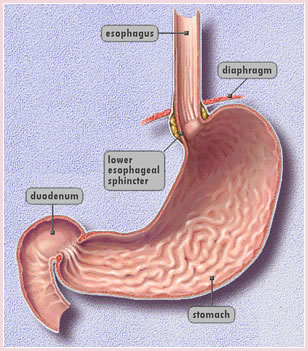 esophagus
diaphragm
lower
esophageal
sphincter
duodenum
stomach